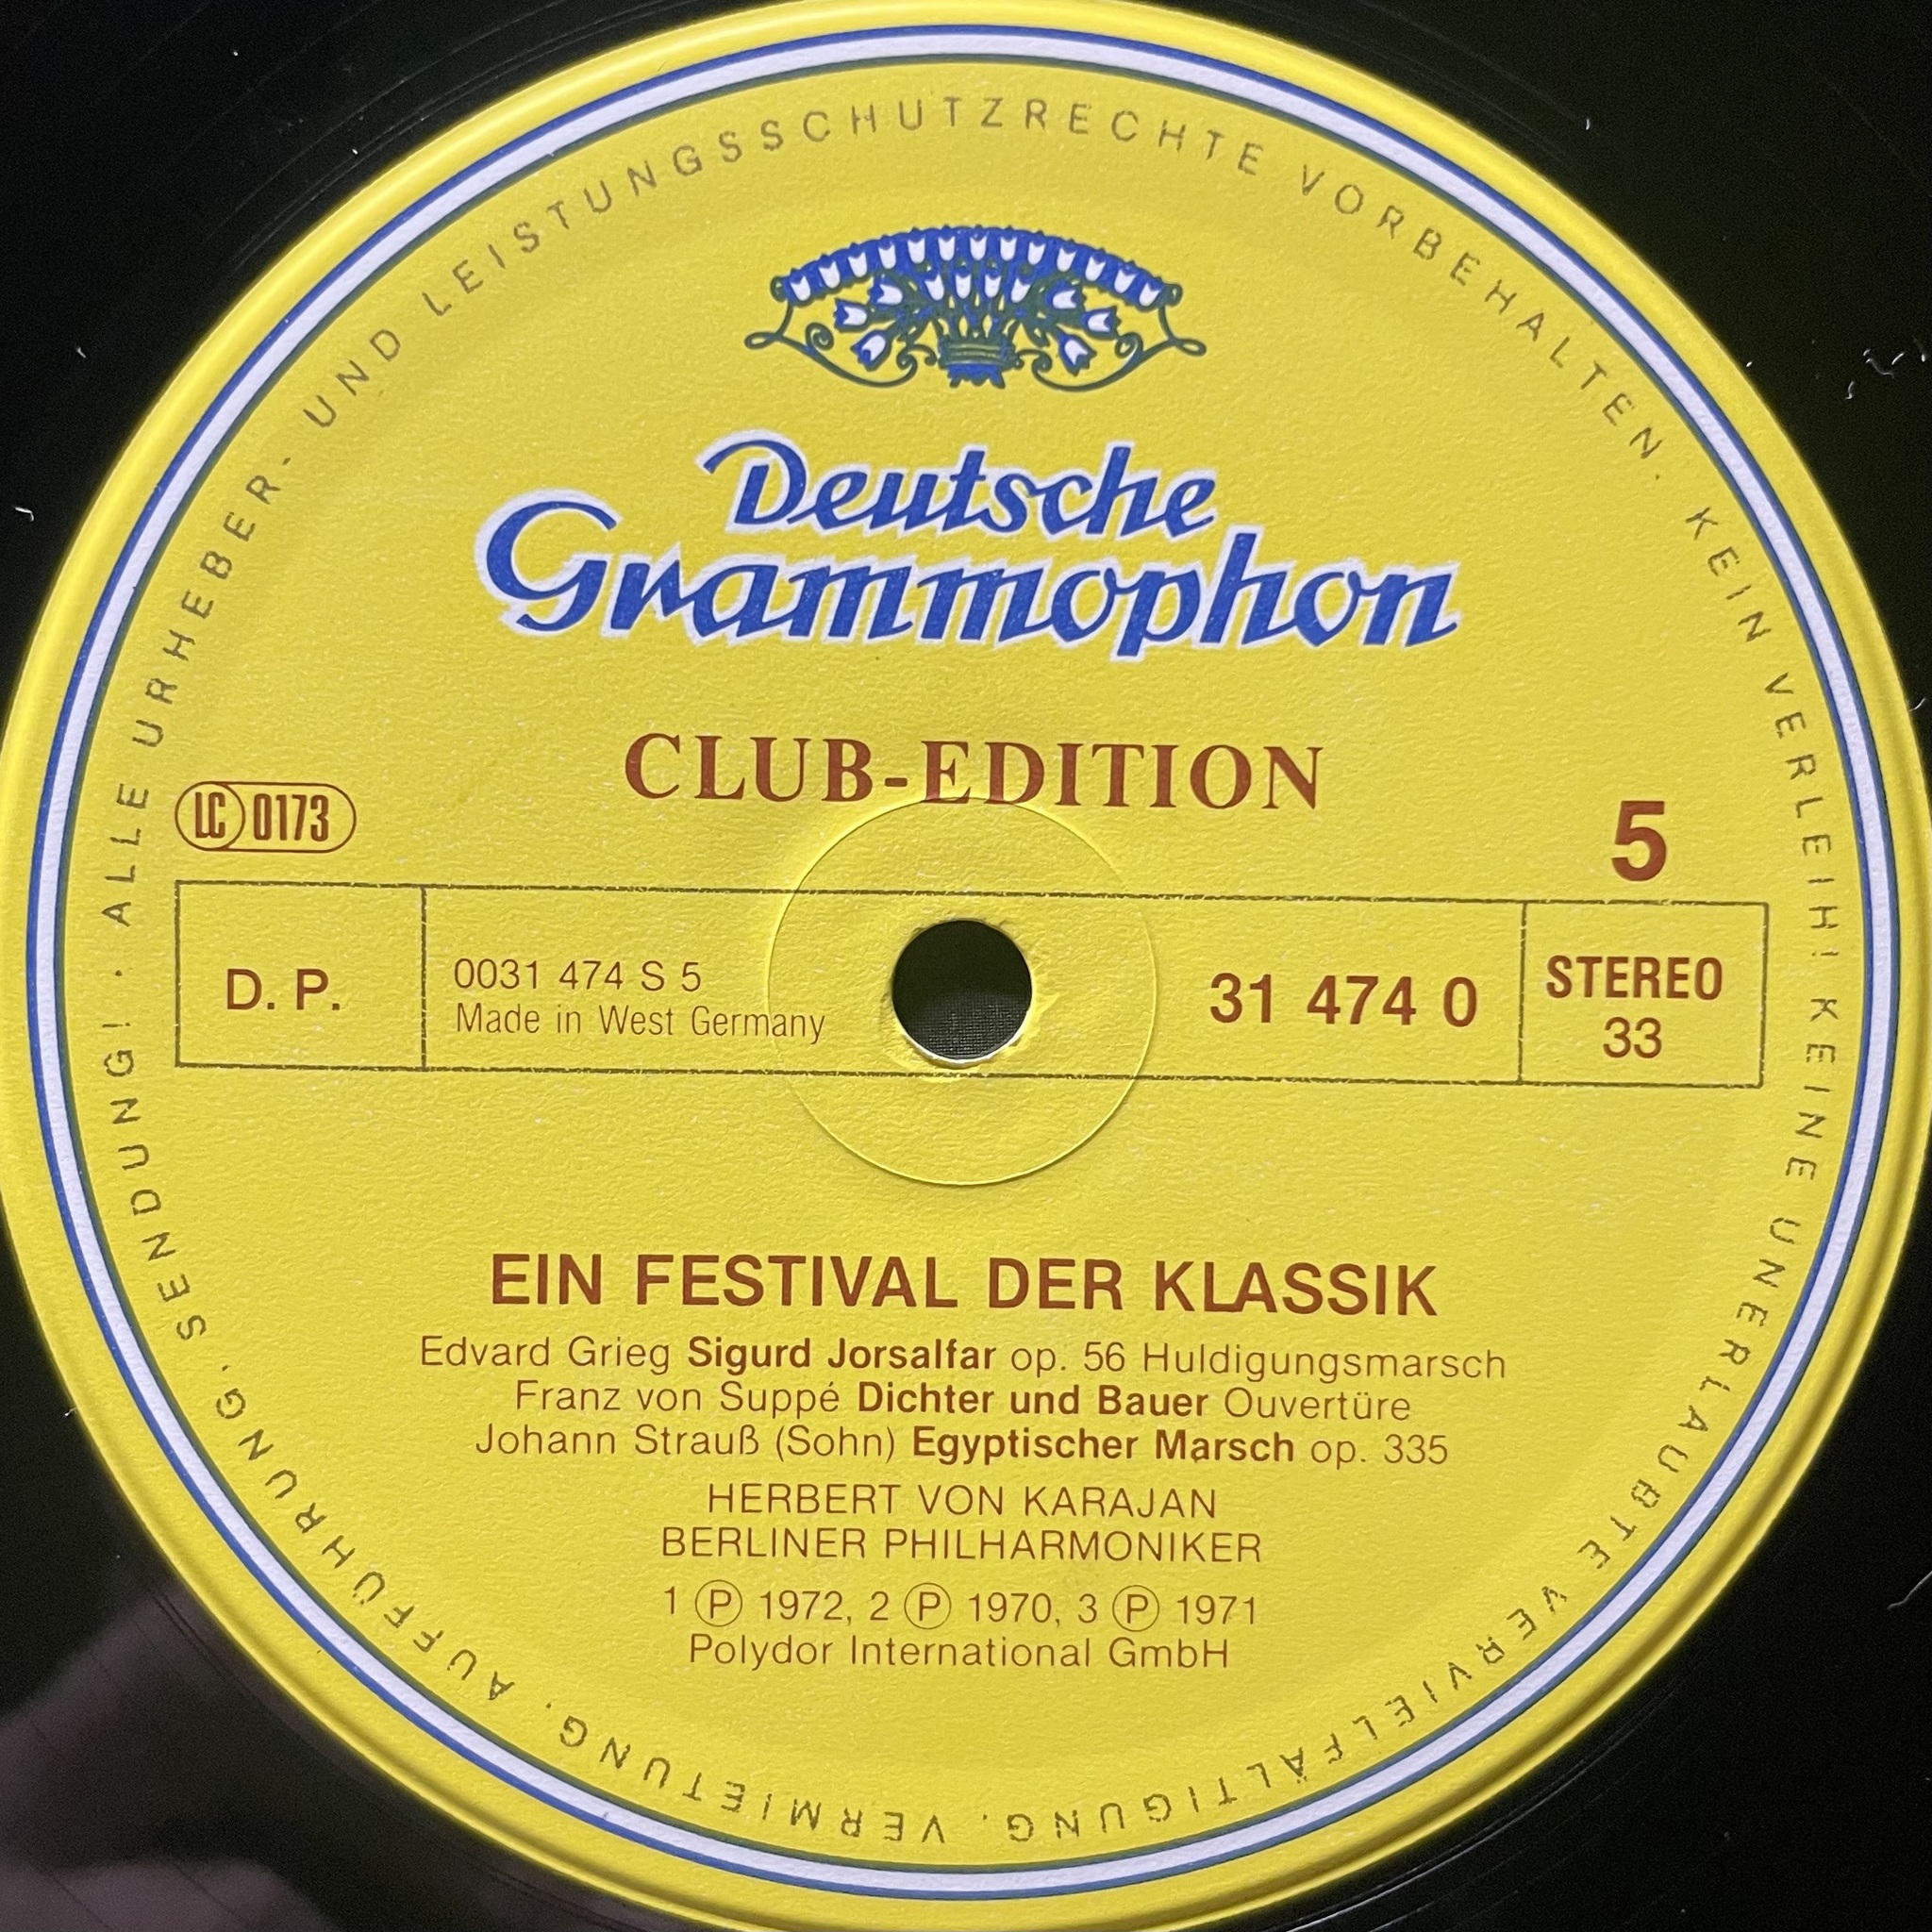 ALLE URHEBER- UND LEISTUNGSSCHUTZRECHTE VORBEHALTEN. KEIN VERLEIH! KEINE UNERLAUBTE VERVIELFÄLTIGUNG, VERMIETUNG, AUFFÜHRUNG, SENDUNG! ·
Deutsche
Grammophon
CLUB-EDITION
LC 0173
5
D. P.
0031 474 S 5
Made in West Germany
31 474 0
STEREO
33
EIN FESTIVAL DER KLASSIK
Edvard Grieg Sigurd Jorsalfar op. 56 Huldigungsmarsch
Franz von Suppé Dichter und Bauer Ouvertüre
Johann Strauß (Sohn) Egyptischer Marsch op. 335
HERBERT VON KARAJAN
BERLINER PHILHARMONIKER
1 Ⓟ 1972, 2 Ⓟ 1970, 3 Ⓟ 1971
Polydor International GmbH